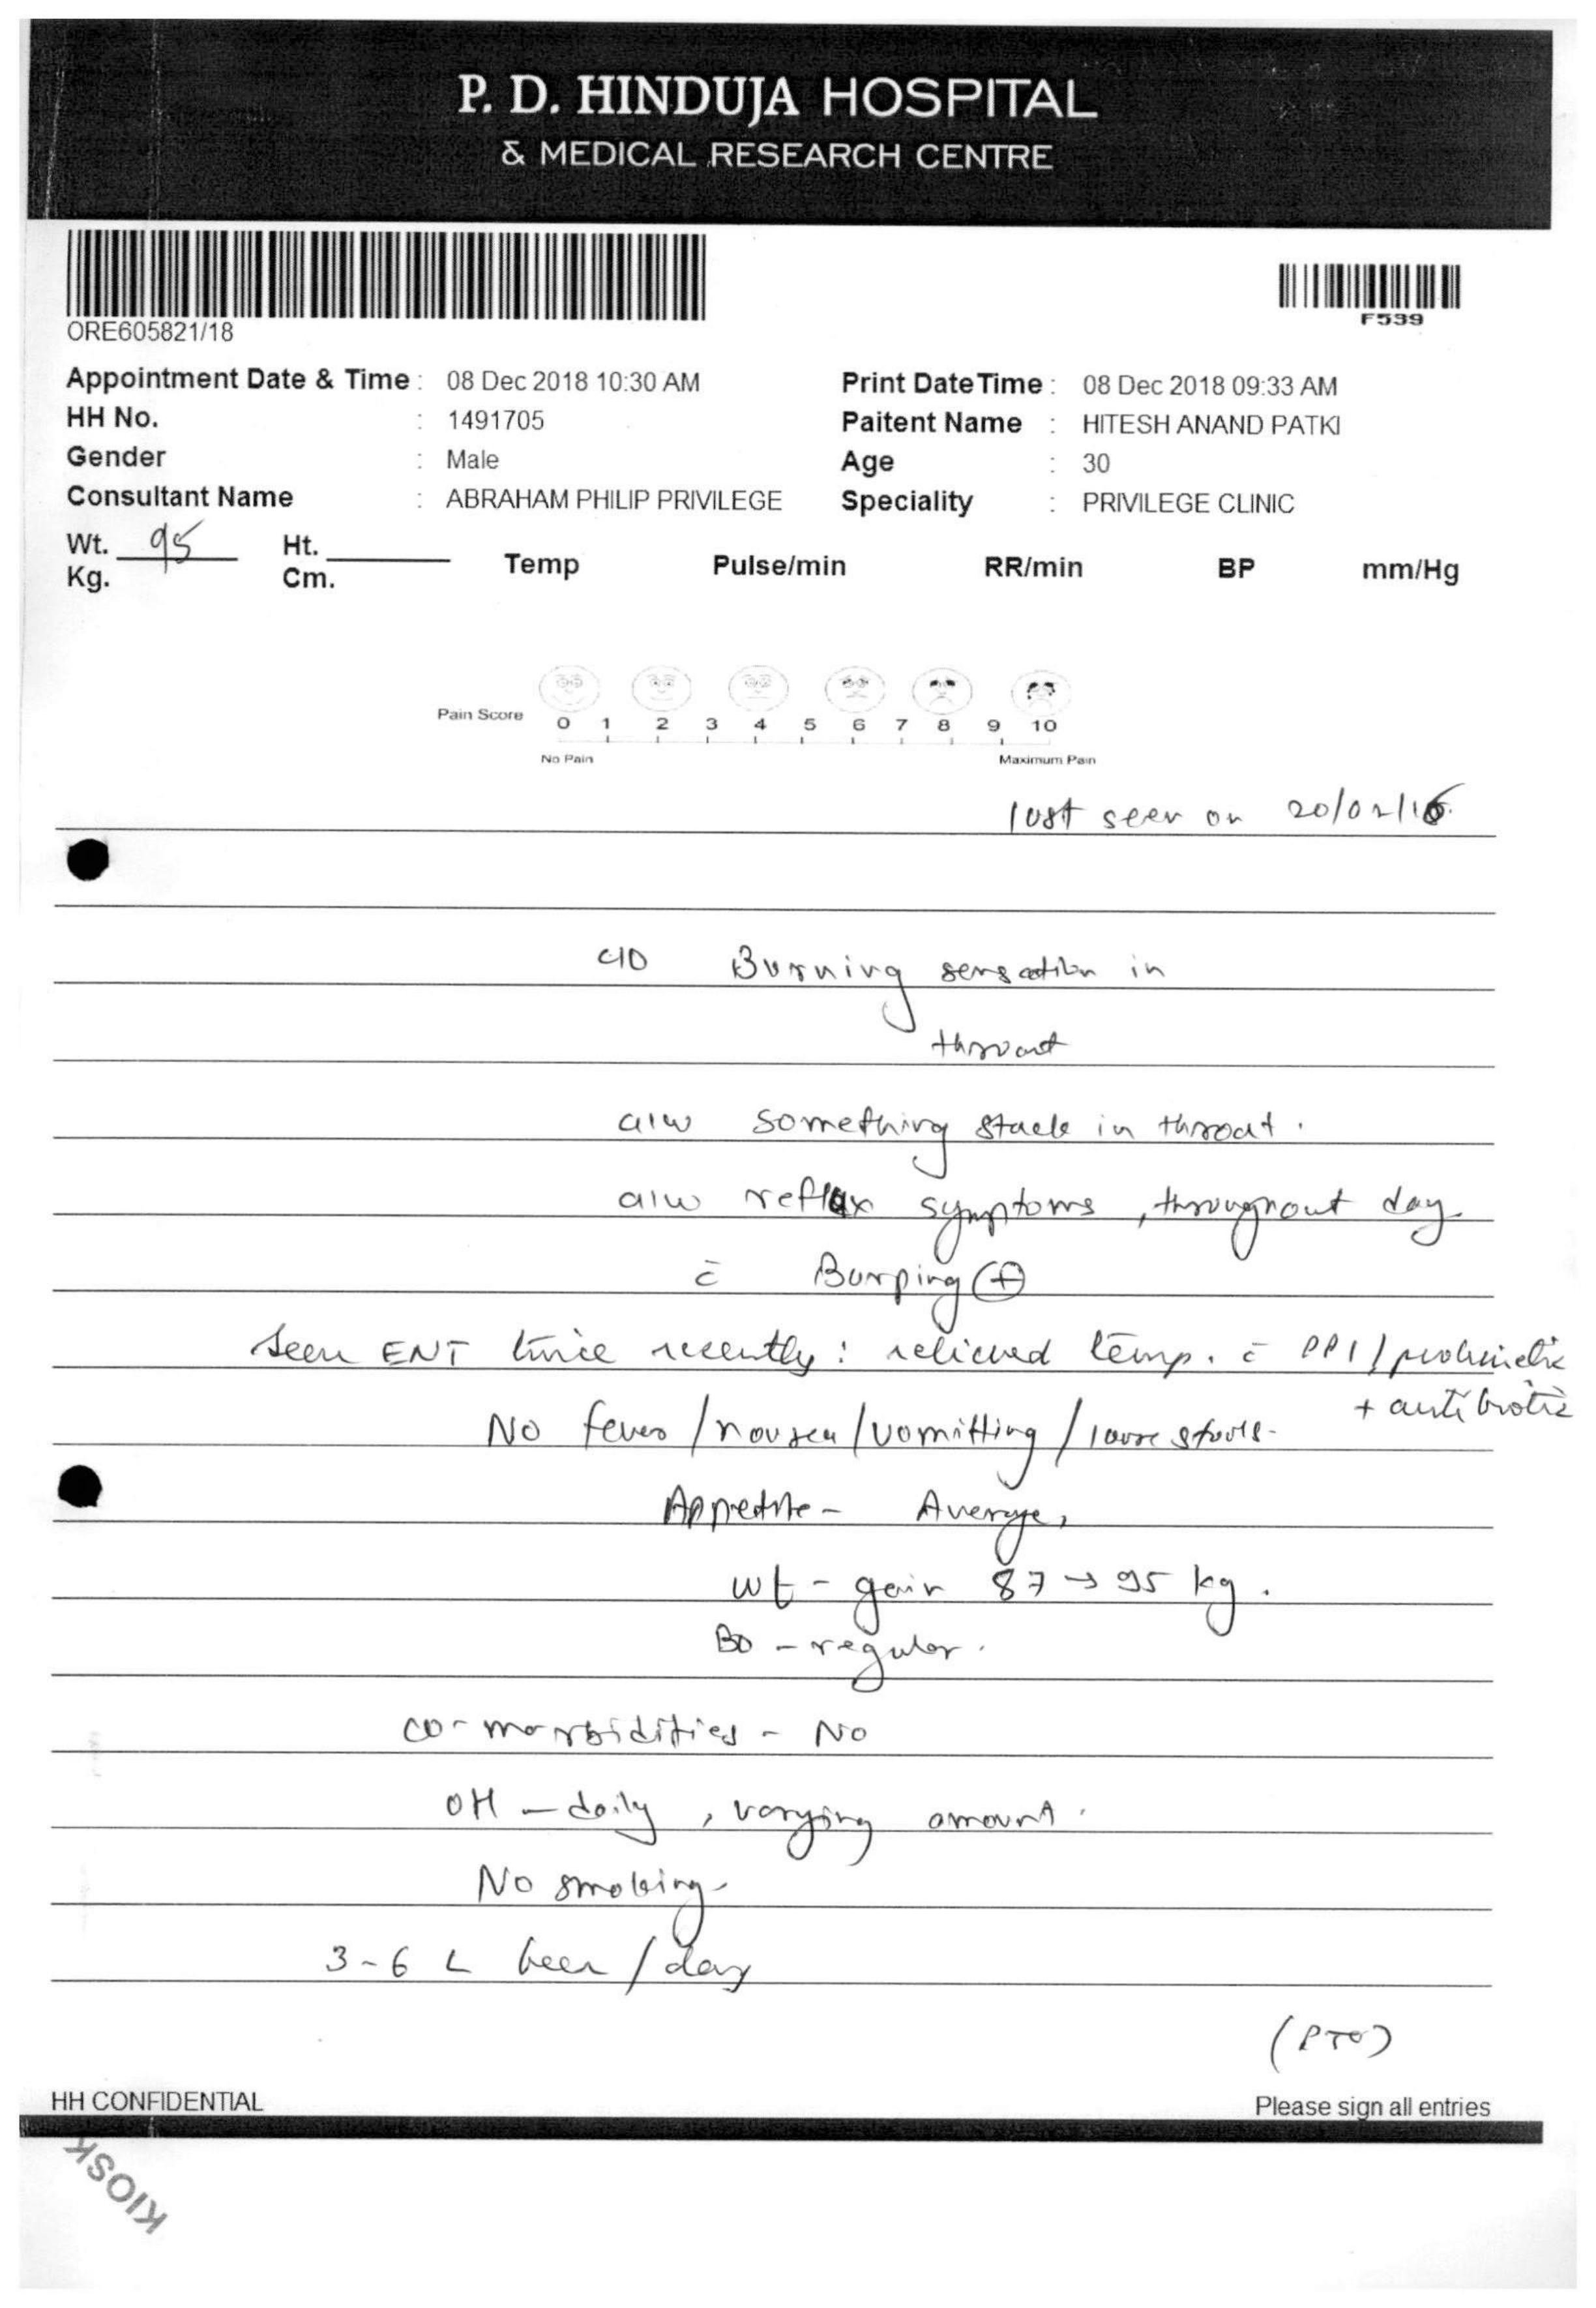 P. D. HINDUJA HOSPITAL
& MEDICAL RESEARCH CENTRE
ORE605821/18
F539
Appointment Date & Time : 08 Dec 2018 10:30 AM Print DateTime : 08 Dec 2018 09:33 AM
HH No. : 1491705 Paitent Name : HITESH ANAND PATKI
Gender : Male Age : 30
Consultant Name : ABRAHAM PHILIP PRIVILEGE Speciality : PRIVILEGE CLINIC
Wt. 95 Ht. Temp Pulse/min RR/min BP mm/Hg
Kg. Cm.
Pain Score 0 1 2 3 4 5 6 7 8 9 10
No Pain Maximum Pain
last seen on 20/02/16
c/o Burning sensation in
throat
a/w something stuck in throat.
a/w reflux symptoms, throughout day
c̄ Burping (+)
Seen ENT twice recently: relieved temp. c̄ PPI / prokinetic
+ antibiotic
No fever / nousea / vomitting / loose stools.
Appetite - Average,
wt - gain 87 → 95 kg.
BO - regular.
co-morbidities - No
OH - daily, varying amount.
No smoking
3-6 L beer / day
(PTO)
HH CONFIDENTIAL Please sign all entries
KIOSK